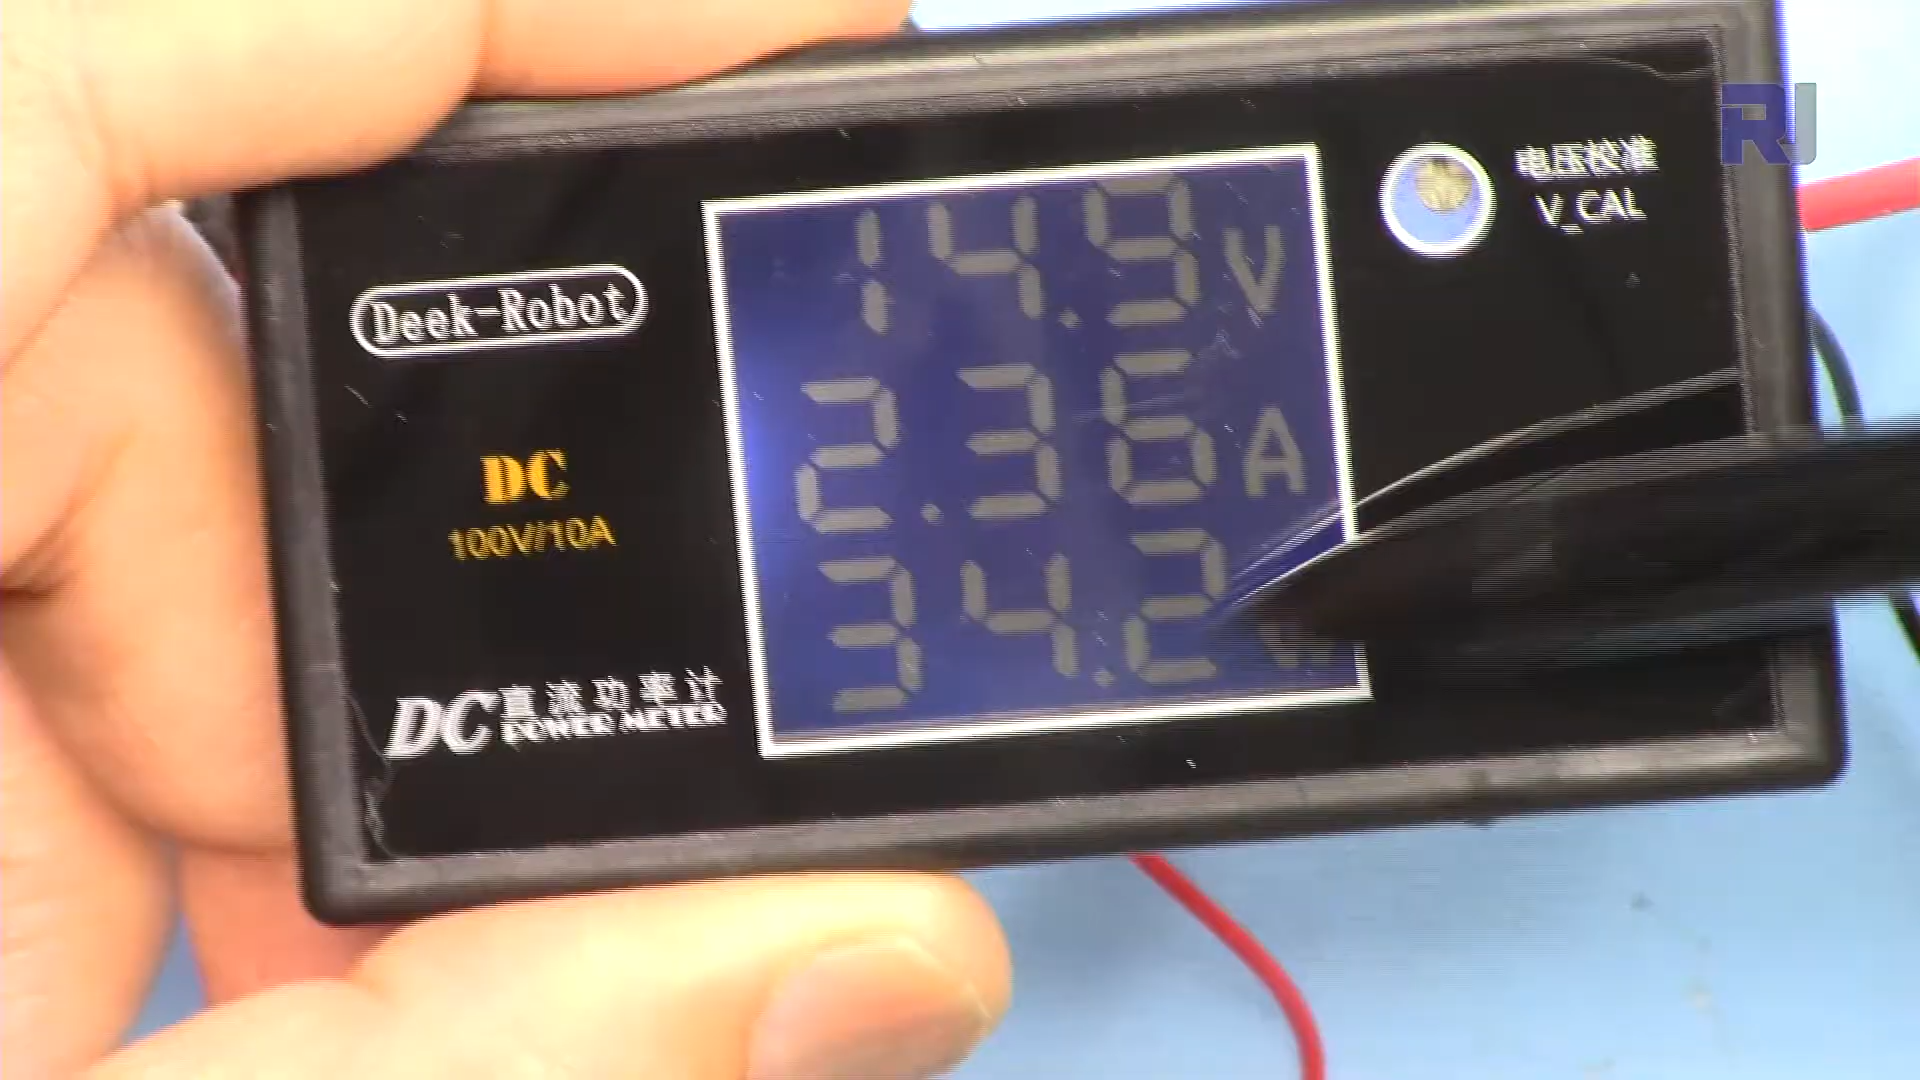 RJ
电压校准
V_CAL
Deek-Robot
14.9V
2.36A
34.2W
DC
100V/10A
DC直流功率计
POWER METER